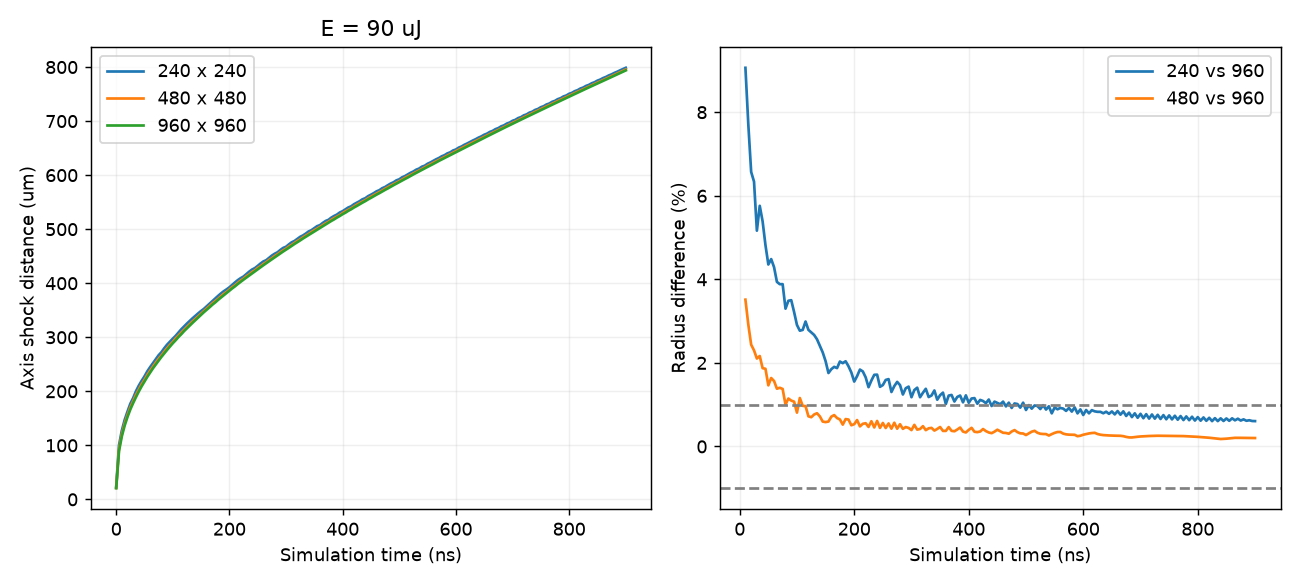 E = 90 uJ
240 x 240
480 x 480
960 x 960
Axis shock distance (um)
800
700
600
500
400
300
200
100
0
0 200 400 600 800
Simulation time (ns)
240 vs 960
480 vs 960
Radius difference (%)
8
6
4
2
0
0 200 400 600 800
Simulation time (ns)